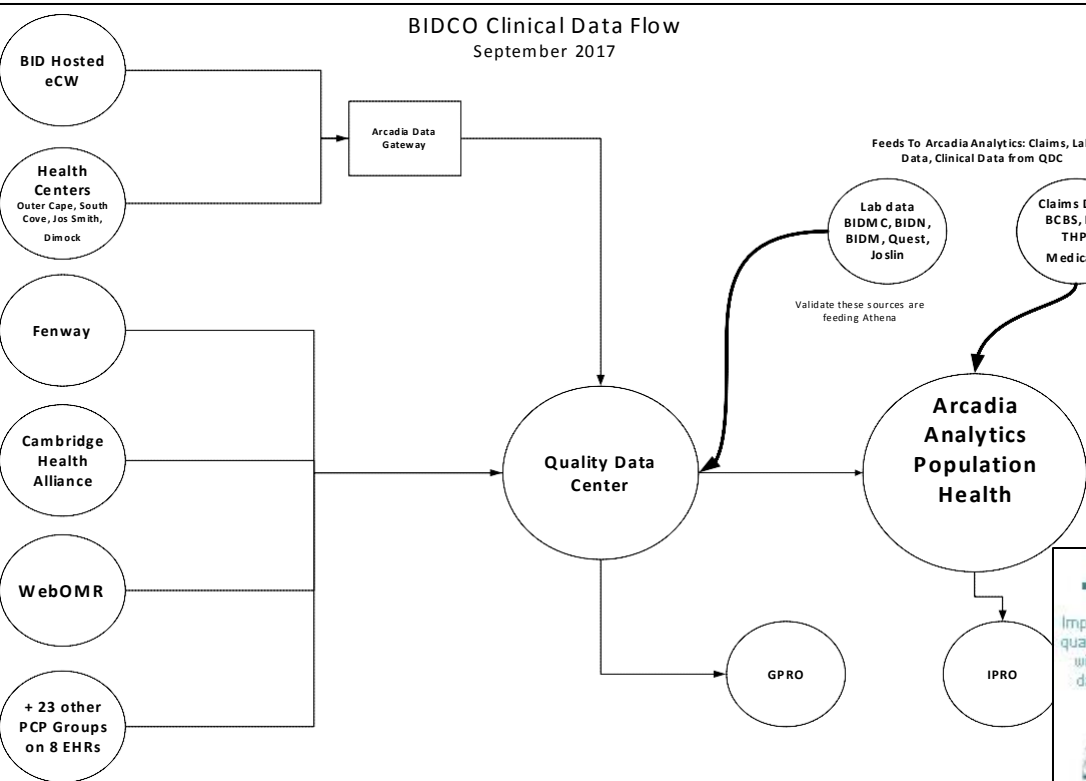 BIDCO Clinical Data Flow
September 2017
BID Hosted
eCW
Arcadia Data
Gateway
Health
Centers
Outer Cape, South
Cove, Jos Smith,
Dimock
Feeds To Arcadia Analytics: Claims,
Data, Clinical Data from QDC
Lab data
BIDMC, BIDN,
BIDM, Quest,
Joslin
Claims
BCBS,
THP
Validate these sources are
feeding Athena
Fenway
Cambridge
Health
Alliance
Quality Data
Center
Arcadia
Analytics
Population
Health
WebOMR
GPRO
IPRO
+ 23 other
PCP Groups
on 8 EHRs